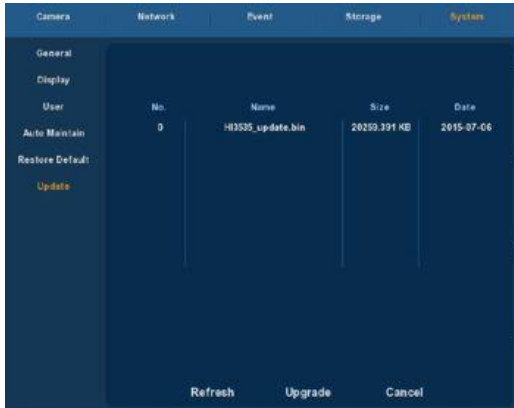 Camera Network Event Storage System
General
Display
User
Auto Maintain
Restore Default
Update
No. Name Size Date
0 HI3535_update.bin 20259.391 KB 2015-07-06
Refresh Upgrade Cancel